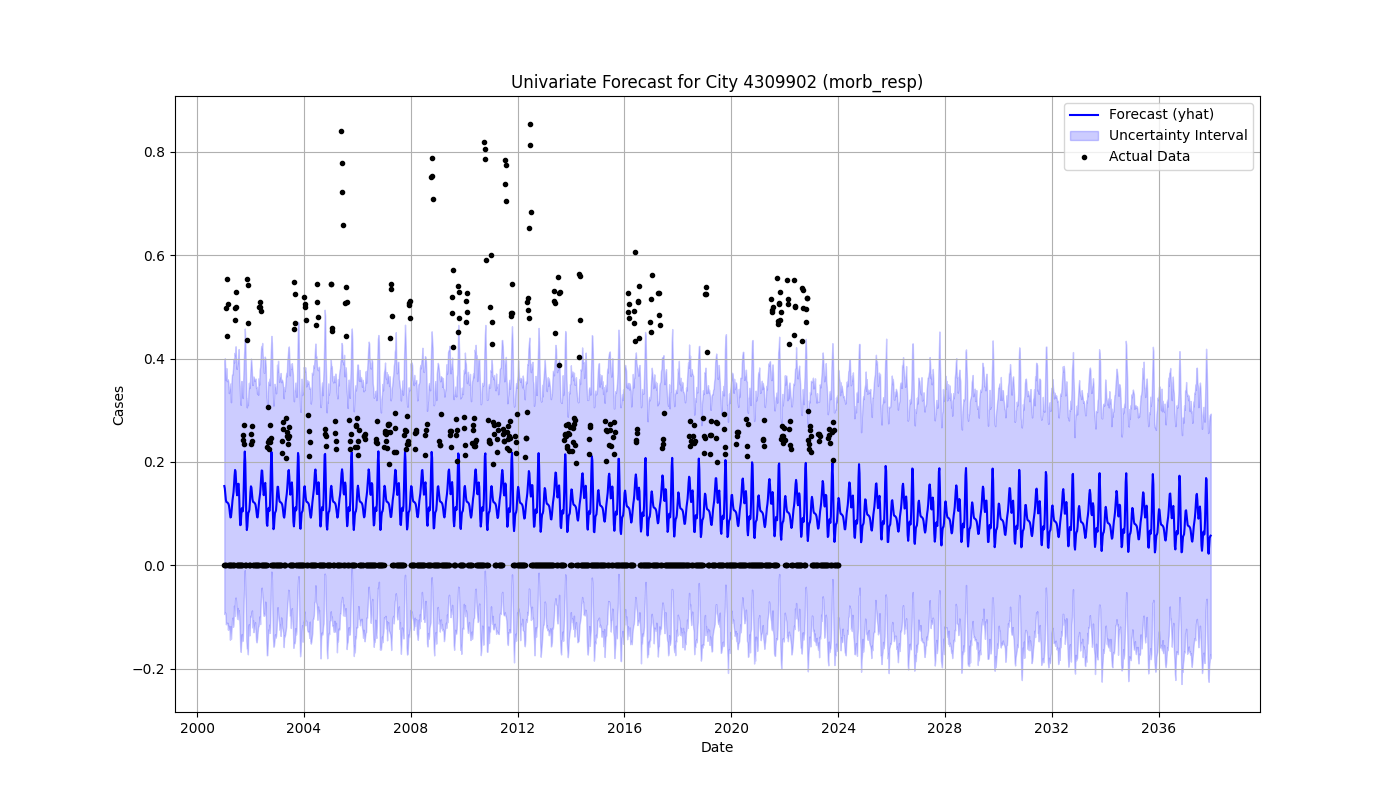 Univariate Forecast for City 4309902 (morb_resp)
Forecast (yhat)
Uncertainty Interval
Actual Data
Cases
0.8
0.6
0.4
0.2
0.0
−0.2
2000 2004 2008 2012 2016 2020 2024 2028 2032 2036
Date